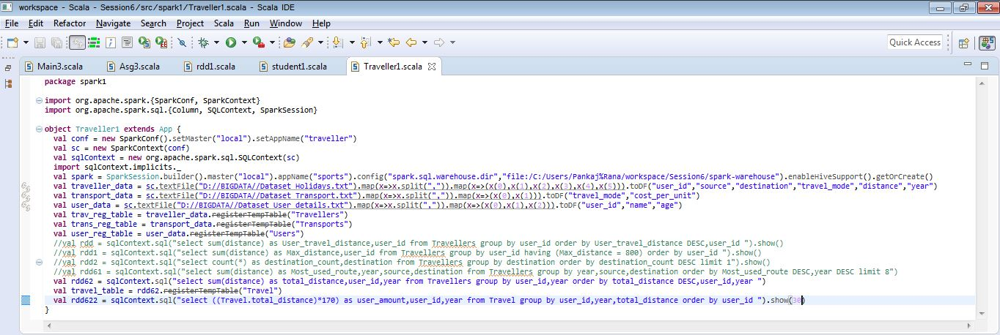 workspace - Scala - Session6/src/spark1/Traveller1.scala - Scala IDE
File Edit Refactor Navigate Search Project Scala Run Window Help
Quick Access
Main3.scala Asg3.scala rdd1.scala student1.scala Traveller1.scala
package spark1
import org.apache.spark.{SparkConf, SparkContext}
import org.apache.spark.sql.{Column, SQLContext, SparkSession}
object Traveller1 extends App {
val conf = new SparkConf().setMaster("local").setAppName("traveller")
val sc = new SparkContext(conf)
val sqlContext = new org.apache.spark.sql.SQLContext(sc)
import sqlContext.implicits._
val spark = SparkSession.builder().master("local").appName("sports").config("spark.sql.warehouse.dir","file:/C:/Users/Pankaj%Rana/workspace/Session6/spark-warehouse").enableHiveSupport().getOrCreate()
val traveller_data = sc.textFile("D://BIGDATA//Dataset_Holidays.txt").map(x=>x.split(",")).map(x=>(x(0),x(1),x(2),x(3),x(4),x(5))).toDF("user_id","source","destination","travel_mode","distance","year")
val transport_data = sc.textFile("D://BIGDATA//Dataset_Transport.txt").map(x=>x.split(",")).map(x=>(x(0),x(1))).toDF("travel_mode","cost_per_unit")
val user_data = sc.textFile("D://BIGDATA//Dataset_User_details.txt").map(x=>x.split(",")).map(x=>(x(0),x(1),x(2))).toDF("user_id","name","age")
val trav_reg_table = traveller_data.registerTempTable("Travellers")
val trans_reg_table = transport_data.registerTempTable("Transports")
val user_reg_table = user_data.registerTempTable("Users")
//val rdd = sqlContext.sql("select sum(distance) as User_travel_distance,user_id from Travellers group by user_id order by User_travel_distance DESC,user_id ").show()
//val rdd1 = sqlContext.sql("select sum(distance) as Max_distance,user_id from Travellers group by user_id having (Max_distance = 800) order by user_id ").show()
//val rdd2 = sqlContext.sql("select count(*) as destination_count,destination from Travellers group by destination order by destination_count DESC limit 1").show()
//val rdd61 = sqlContext.sql("select sum(distance) as Most_used_route,year,source,destination from Travellers group by year,source,destination order by Most_used_route DESC,year DESC limit 8")
val rdd62 = sqlContext.sql("select sum(distance) as total_distance,user_id,year from Travellers group by user_id,year order by total_distance DESC,user_id,year ")
val travel_table = rdd62.registerTempTable("Travel")
val rdd622 = sqlContext.sql("select ((Travel.total_distance)*170) as user_amount,user_id,year from Travel group by user_id,year,total_distance order by user_id ").show(30)
}